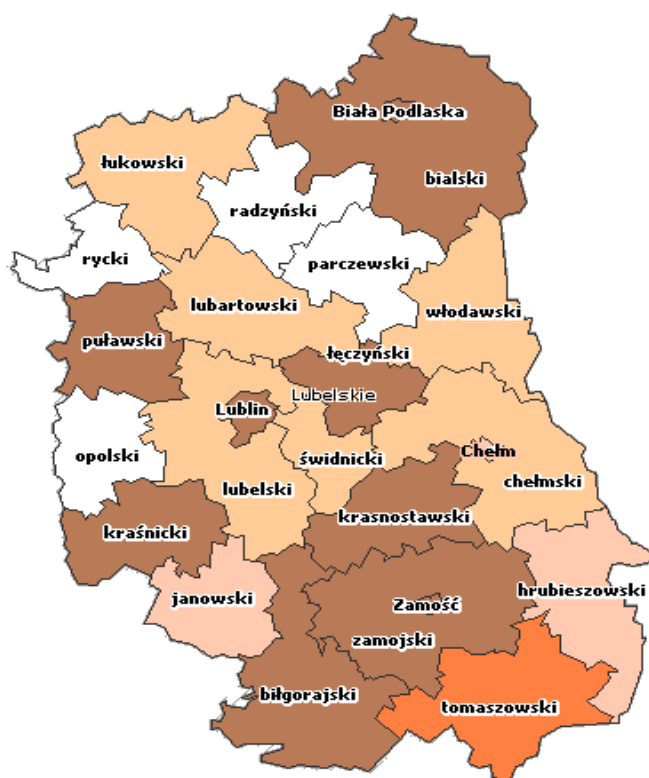 Biała Podlaska
łukowski
bialski
radzyński
rycki
parczewski
lubartowski
włodawski
puławski
łęczyński
Lubelskie
Lublin
Chełm
opolski
świdnicki
lubelski
chełmski
krasnostawski
kraśnicki
hrubieszowski
janowski
Zamość
zamojski
biłgorajski
tomaszowski